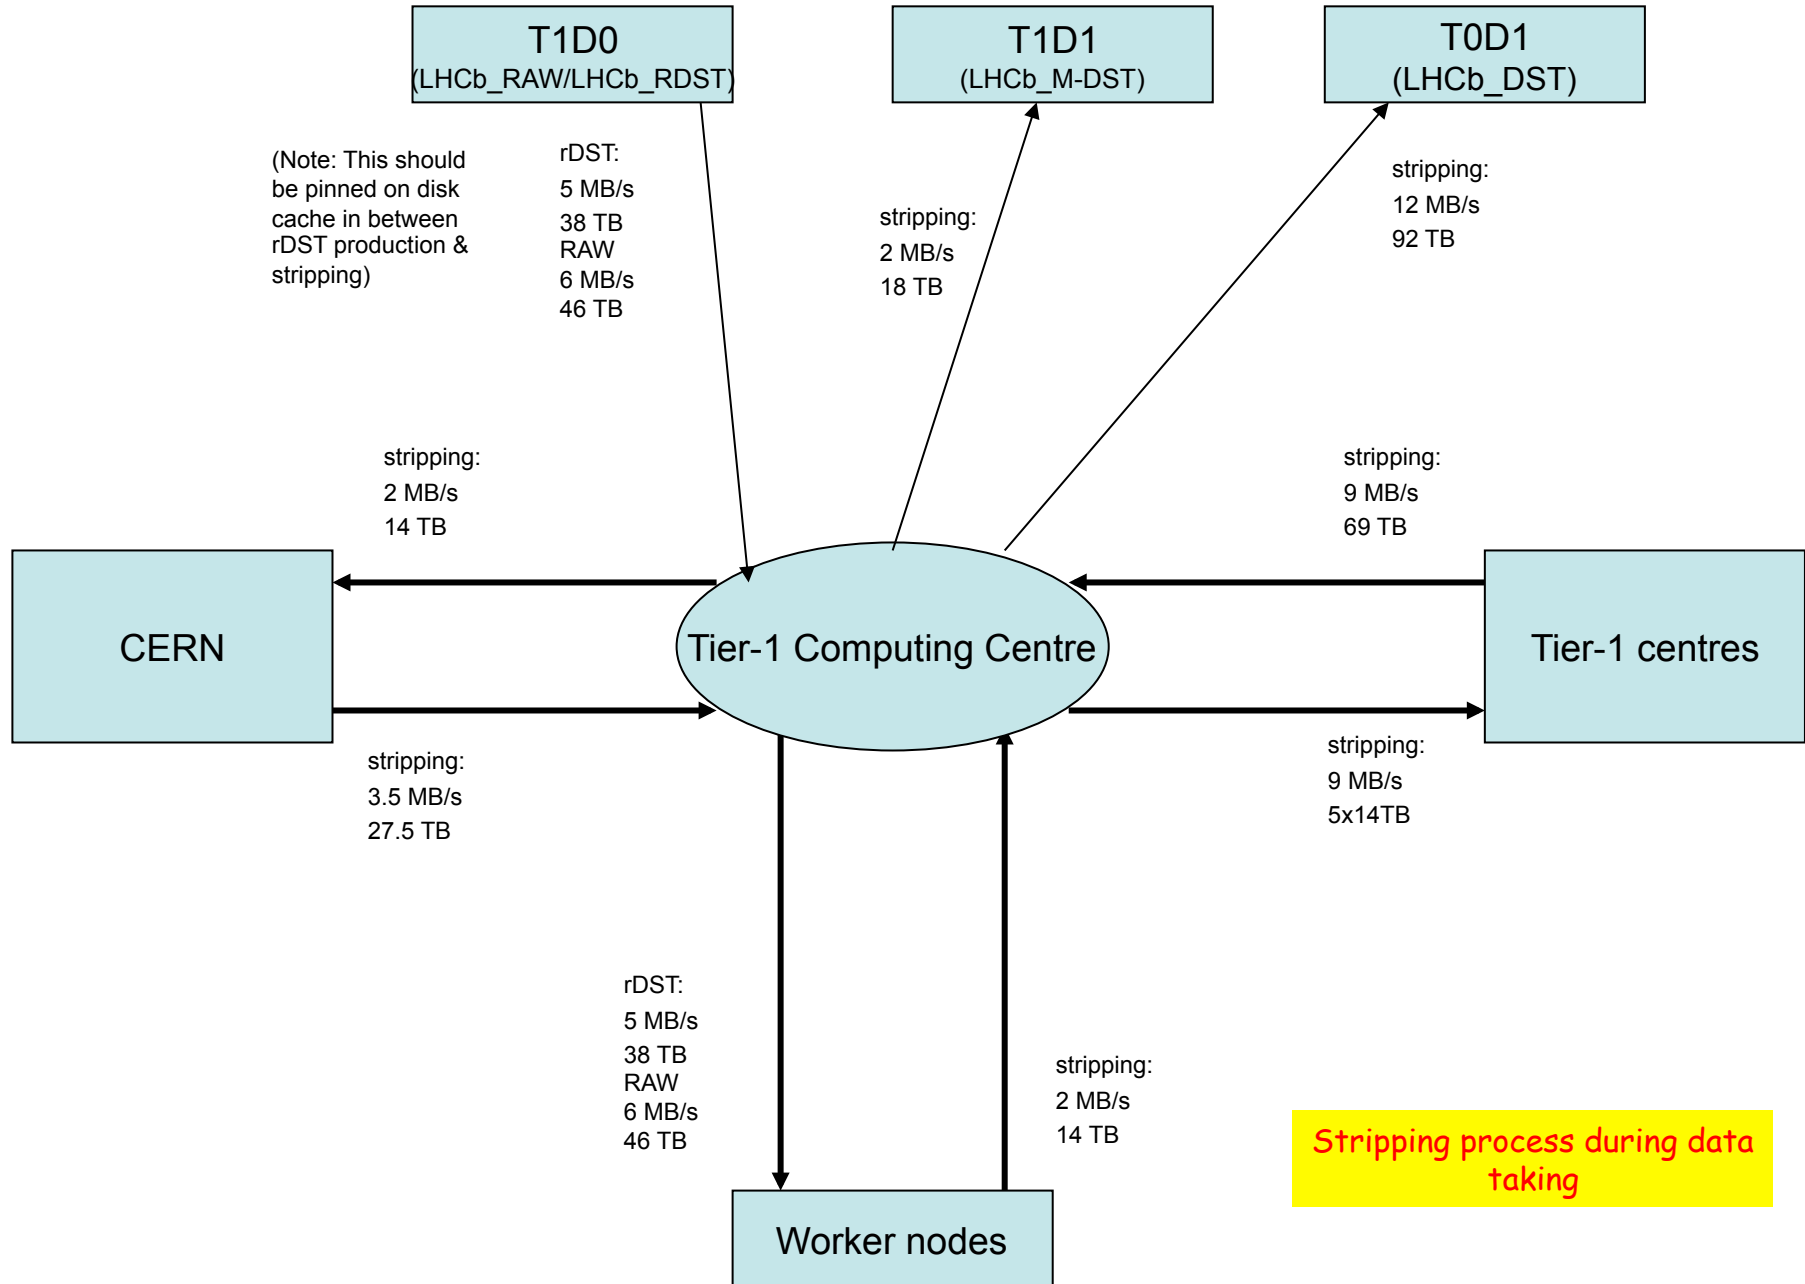 T1D0
(LHCb_RAW/LHCb_RDST)
T1D1
(LHCb_M-DST)
T0D1
(LHCb_DST)
(Note: This should
be pinned on disk
cache in between
rDST production &
stripping)
rDST:
5 MB/s
38 TB
RAW
6 MB/s
46 TB
stripping:
2 MB/s
18 TB
stripping:
12 MB/s
92 TB
stripping:
2 MB/s
14 TB
stripping:
9 MB/s
69 TB
CERN
Tier-1 Computing Centre
Tier-1 centres
stripping:
3.5 MB/s
27.5 TB
stripping:
9 MB/s
5x14TB
rDST:
5 MB/s
38 TB
RAW
6 MB/s
46 TB
stripping:
2 MB/s
14 TB
Stripping process during data
taking
Worker nodes